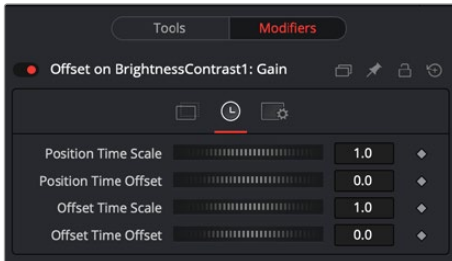 Tools Modifiers
Offset on BrightnessContrast1: Gain
Position Time Scale 1.0
Position Time Offset 0.0
Offset Time Scale 1.0
Offset Time Offset 0.0